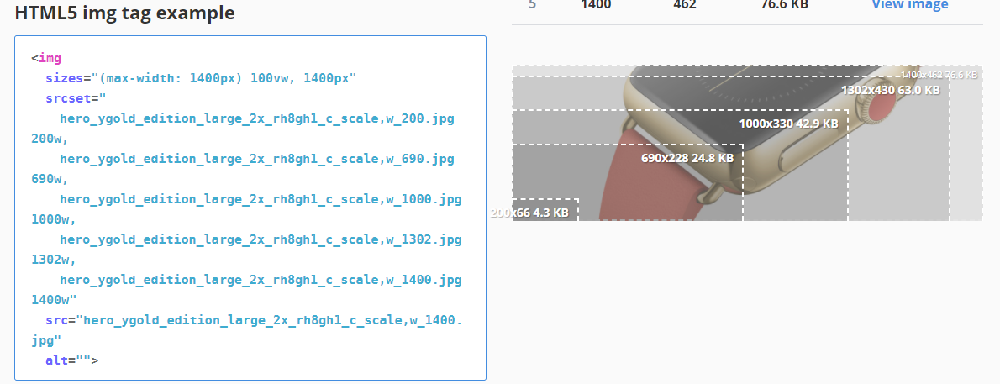 HTML5 img tag example
<img
sizes="(max-width: 1400px) 100vw, 1400px"
srcset="
hero_ygold_edition_large_2x_rh8gh1_c_scale,w_200.jpg
200w,
hero_ygold_edition_large_2x_rh8gh1_c_scale,w_690.jpg
690w,
hero_ygold_edition_large_2x_rh8gh1_c_scale,w_1000.jpg
1000w,
hero_ygold_edition_large_2x_rh8gh1_c_scale,w_1302.jpg
1302w,
hero_ygold_edition_large_2x_rh8gh1_c_scale,w_1400.jpg
1400w"
src="hero_ygold_edition_large_2x_rh8gh1_c_scale,w_1400.
jpg"
alt="">
5 1400 462 76.6 KB View image
1400x462 76.6 KB
1302x430 63.0 KB
1000x330 42.9 KB
690x228 24.8 KB
200x66 4.3 KB